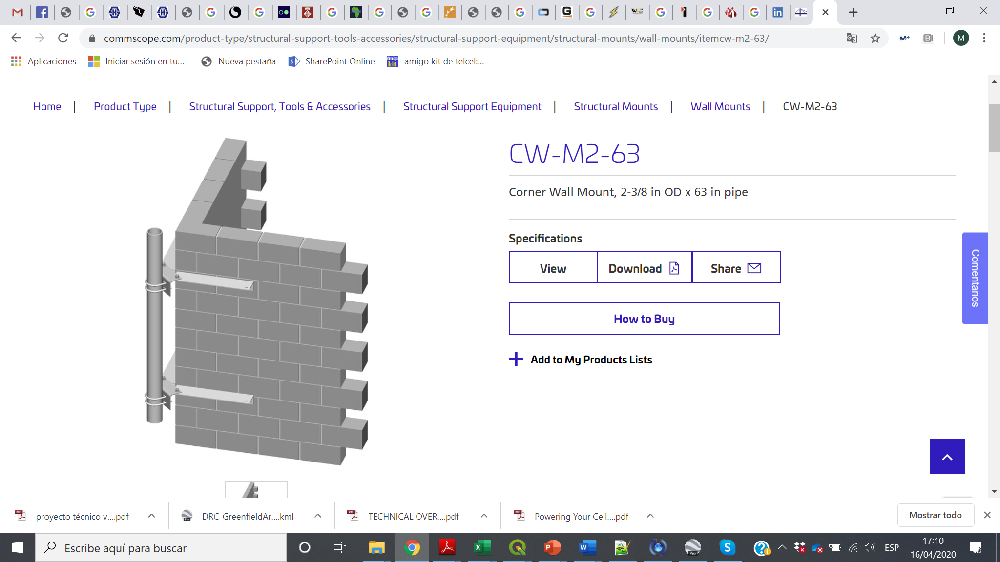 commscope.com/product-type/structural-support-tools-accessories/structural-support-equipment/structural-mounts/wall-mounts/itemcw-m2-63/
M
Aplicaciones
Iniciar sesión en tu...
Nueva pestaña
SharePoint Online
amigo kit de telcel:...
Home | Product Type | Structural Support, Tools & Accessories | Structural Support Equipment | Structural Mounts | Wall Mounts | CW-M2-63
CW-M2-63
Corner Wall Mount, 2-3/8 in OD x 63 in pipe
Specifications
View
Download
Share
How to Buy
Add to My Products Lists
Comentarios
proyecto técnico v....pdf
DRC_GreenfieldAr....kml
TECHNICAL OVER....pdf
Powering Your Cell....pdf
Mostrar todo
Escribe aquí para buscar
ESP
17:10
16/04/2020